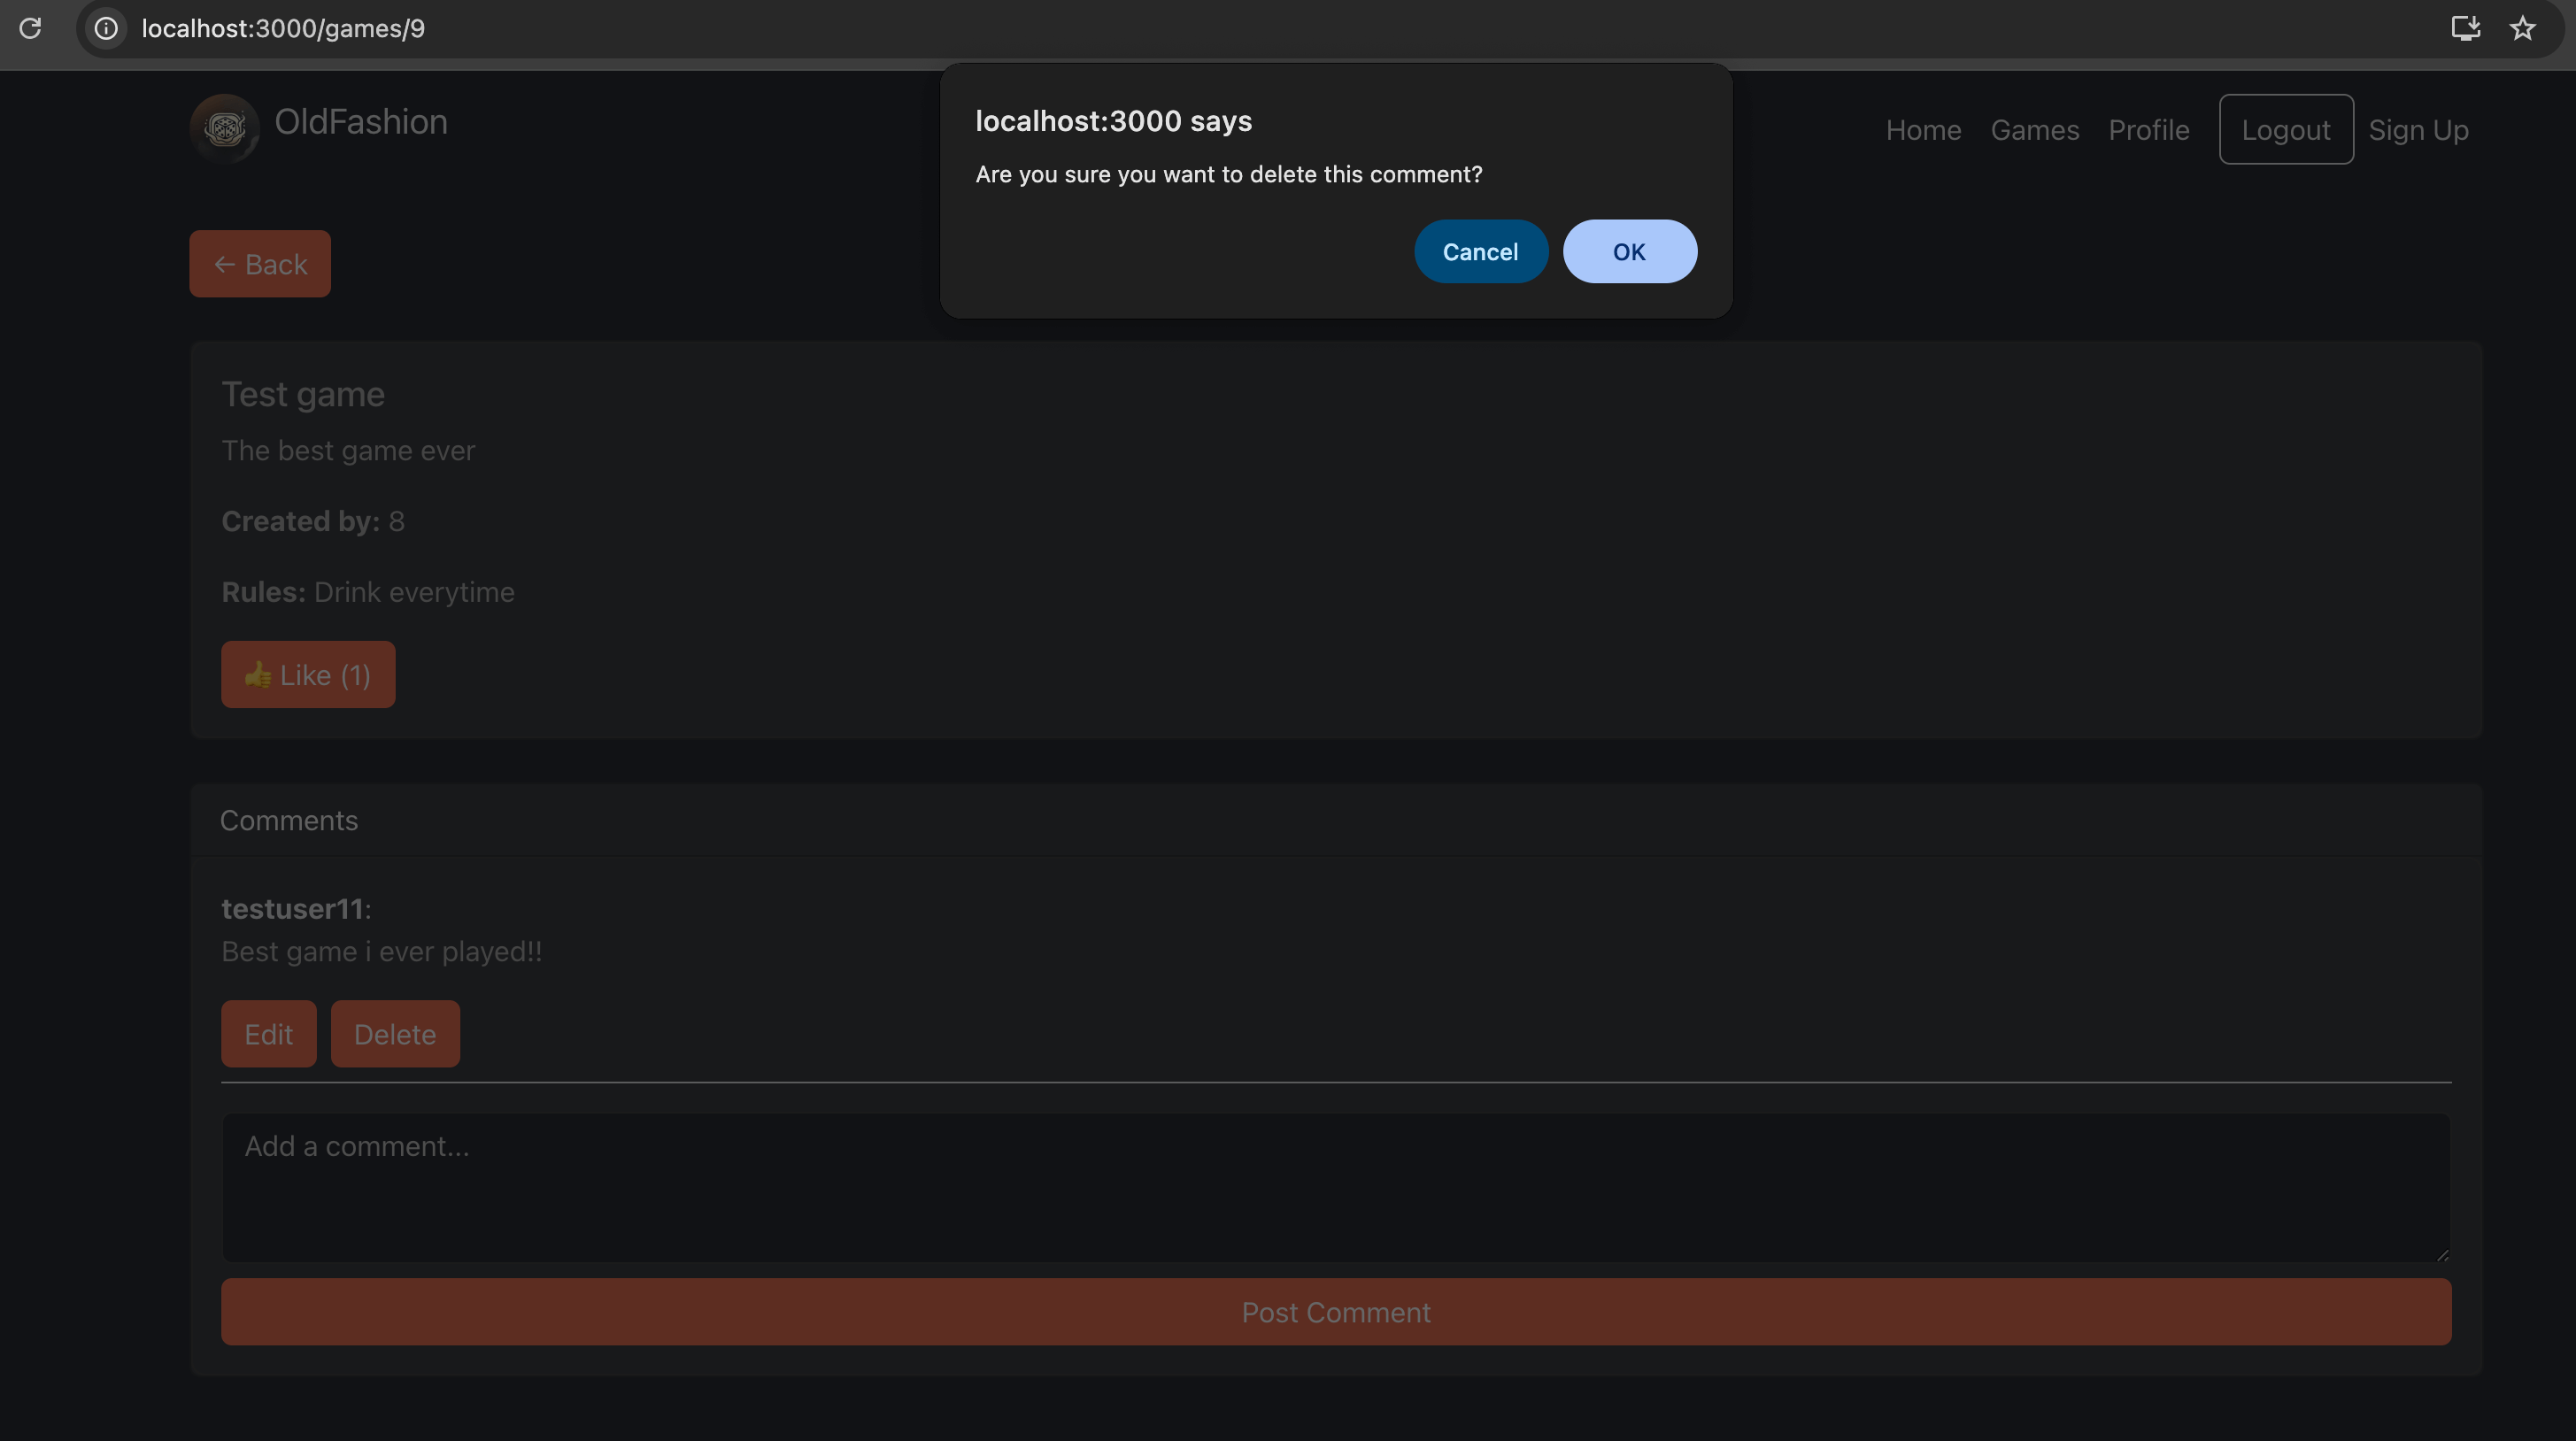 localhost:3000/games/9
localhost:3000 says
Are you sure you want to delete this comment?
Cancel OK
OldFashion
Home Games Profile Logout Sign Up
← Back
Test game
The best game ever
Created by: 8
Rules: Drink everytime
👍 Like (1)
Comments
testuser11:
Best game i ever played!!
Edit Delete
Add a comment...
Post Comment